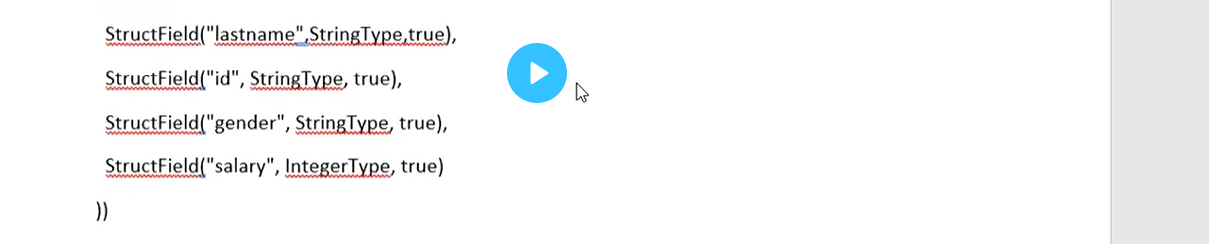 StructField("lastname",StringType,true),
StructField("id", StringType, true),
StructField("gender", StringType, true),
StructField("salary", IntegerType, true)
))